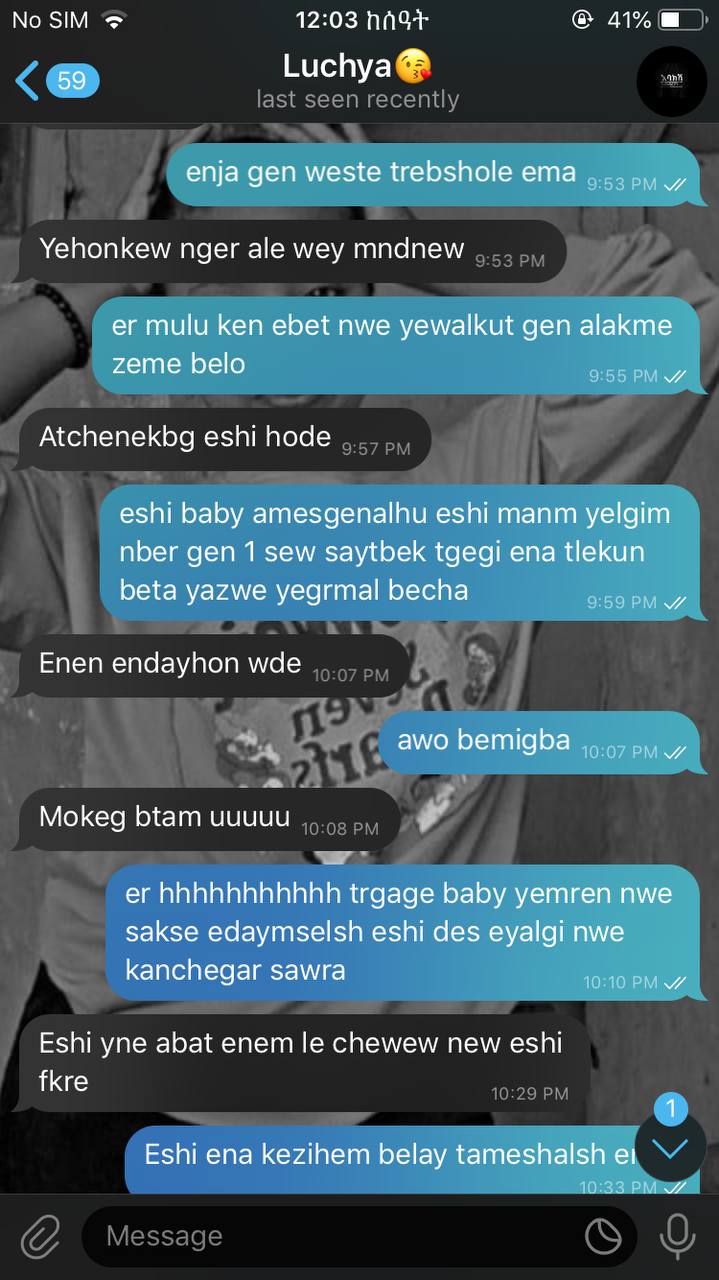 No SIM 12:03 ከሰዓት 41%
59 Luchya😘
last seen recently
enja gen weste trebshole ema 9:53 PM
Yehonkew nger ale wey mndnew 9:53 PM
er mulu ken ebet nwe yewalkut gen alakme
zeme belo 9:55 PM
Atchenekbg eshi hode 9:57 PM
eshi baby amesgenalhu eshi manm yelgim
nber gen 1 sew saytbek tgegi ena tlekun
beta yazwe yegrmal becha 9:59 PM
Enen endayhon wde 10:07 PM
awo bemigba 10:07 PM
Mokeg btam uuuuu 10:08 PM
er hhhhhhhhhhh trgage baby yemren nwe
sakse edaymselsh eshi des eyalgi nwe
kanchegar sawra 10:10 PM
Eshi yne abat enem le chewew new eshi
fkre 10:29 PM
1
Eshi ena kezihem belay tameshalsh
10:33 PM
Message